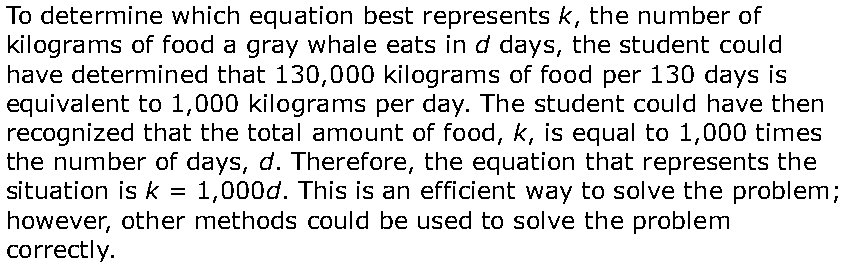 To determine which equation best represents k, the number of
kilograms of food a gray whale eats in d days, the student could
have determined that 130,000 kilograms of food per 130 days is
equivalent to 1,000 kilograms per day. The student could have then
recognized that the total amount of food, k, is equal to 1,000 times
the number of days, d. Therefore, the equation that represents the
situation is k = 1,000d. This is an efficient way to solve the problem;
however, other methods could be used to solve the problem
correctly.